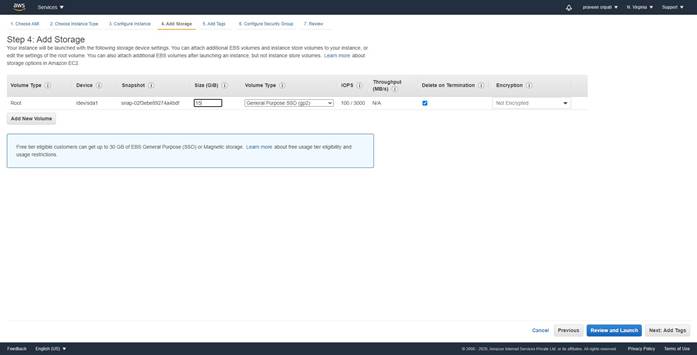 aws
Services
praveen sripati
N. Virginia
Support
1. Choose AMI
2. Choose Instance Type
3. Configure Instance
4. Add Storage
5. Add Tags
6. Configure Security Group
7. Review
Step 4: Add Storage
Your instance will be launched with the following storage device settings. You can attach additional EBS volumes and instance store volumes to your instance, or
edit the settings of the root volume. You can also attach additional EBS volumes after launching an instance, but not instance store volumes. Learn more about
storage options in Amazon EC2.
Volume Type
Device
Snapshot
Size (GiB)
Volume Type
IOPS
Throughput
(MB/s)
Delete on Termination
Encryption
Root
/dev/sda1
15
General Purpose SSD (gp2)
100 / 3000
N/A
Not Encrypted
Add New Volume
Free tier eligible customers can get up to 30 GB of EBS General Purpose (SSD) or Magnetic storage. Learn more about free usage tier eligibility and
usage restrictions.
Cancel
Previous
Review and Launch
Next: Add Tags
Feedback
English (US)
© 2008 - 2020, Amazon Internet Services Private Ltd. or its affiliates. All rights reserved.
Privacy Policy
Terms of Use